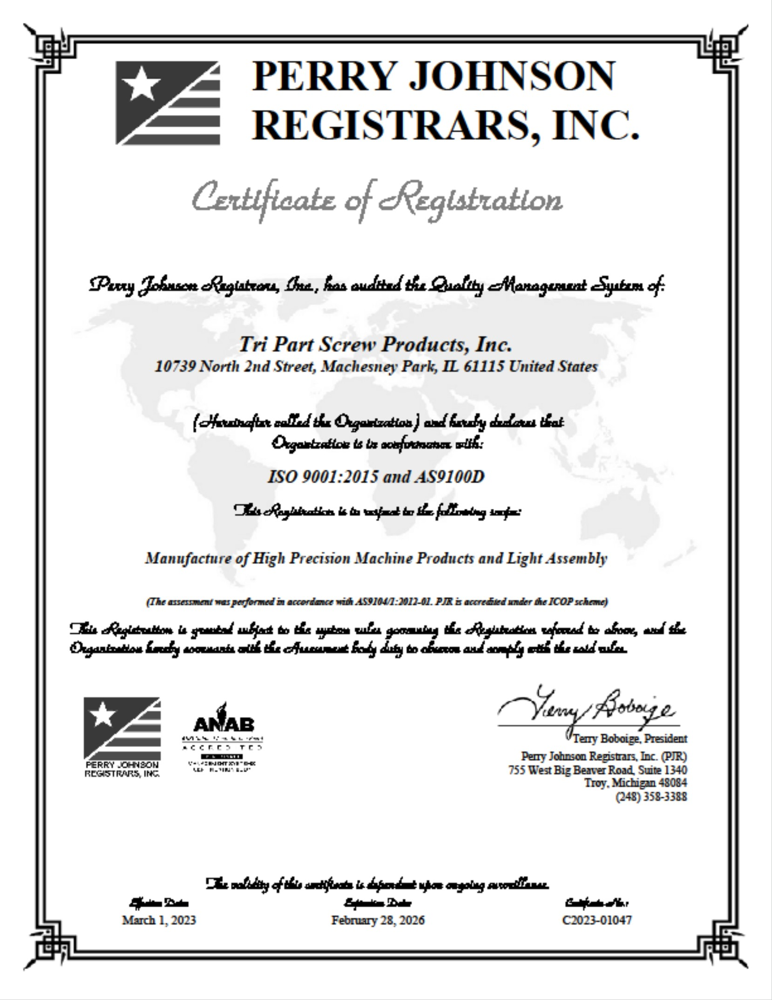 PERRY JOHNSON
REGISTRARS, INC.
Certificate of Registration
Perry Johnson Registrars, Inc., has audited the Quality Management System of:
Tri Part Screw Products, Inc.
10739 North 2nd Street, Machesney Park, IL 61115 United States
(Hereinafter called the Organization) and hereby declares that
Organization is in conformance with:
ISO 9001:2015 and AS9100D
This Registration is in respect to the following scope:
Manufacture of High Precision Machine Products and Light Assembly
(The assessment was performed in accordance with AS9104/1:2012-01. PJR is accredited under the ICOP scheme)
This Registration is granted subject to the system rules governing the Registration referred to above, and the
Organization hereby covenants with the Assessment body duty to observe and comply with the said rules.
PERRY JOHNSON
REGISTRARS, INC.
ANAB
ACCREDITED
MANAGEMENT SYSTEMS
CERTIFICATION BODY
Terry Boboige
Terry Boboige, President
Perry Johnson Registrars, Inc. (PJR)
755 West Big Beaver Road, Suite 1340
Troy, Michigan 48084
(248) 358-3388
The validity of this certificate is dependent upon ongoing surveillance.
Effective Date: Expiration Date: Certificate No.:
March 1, 2023 February 28, 2026 C2023-01047